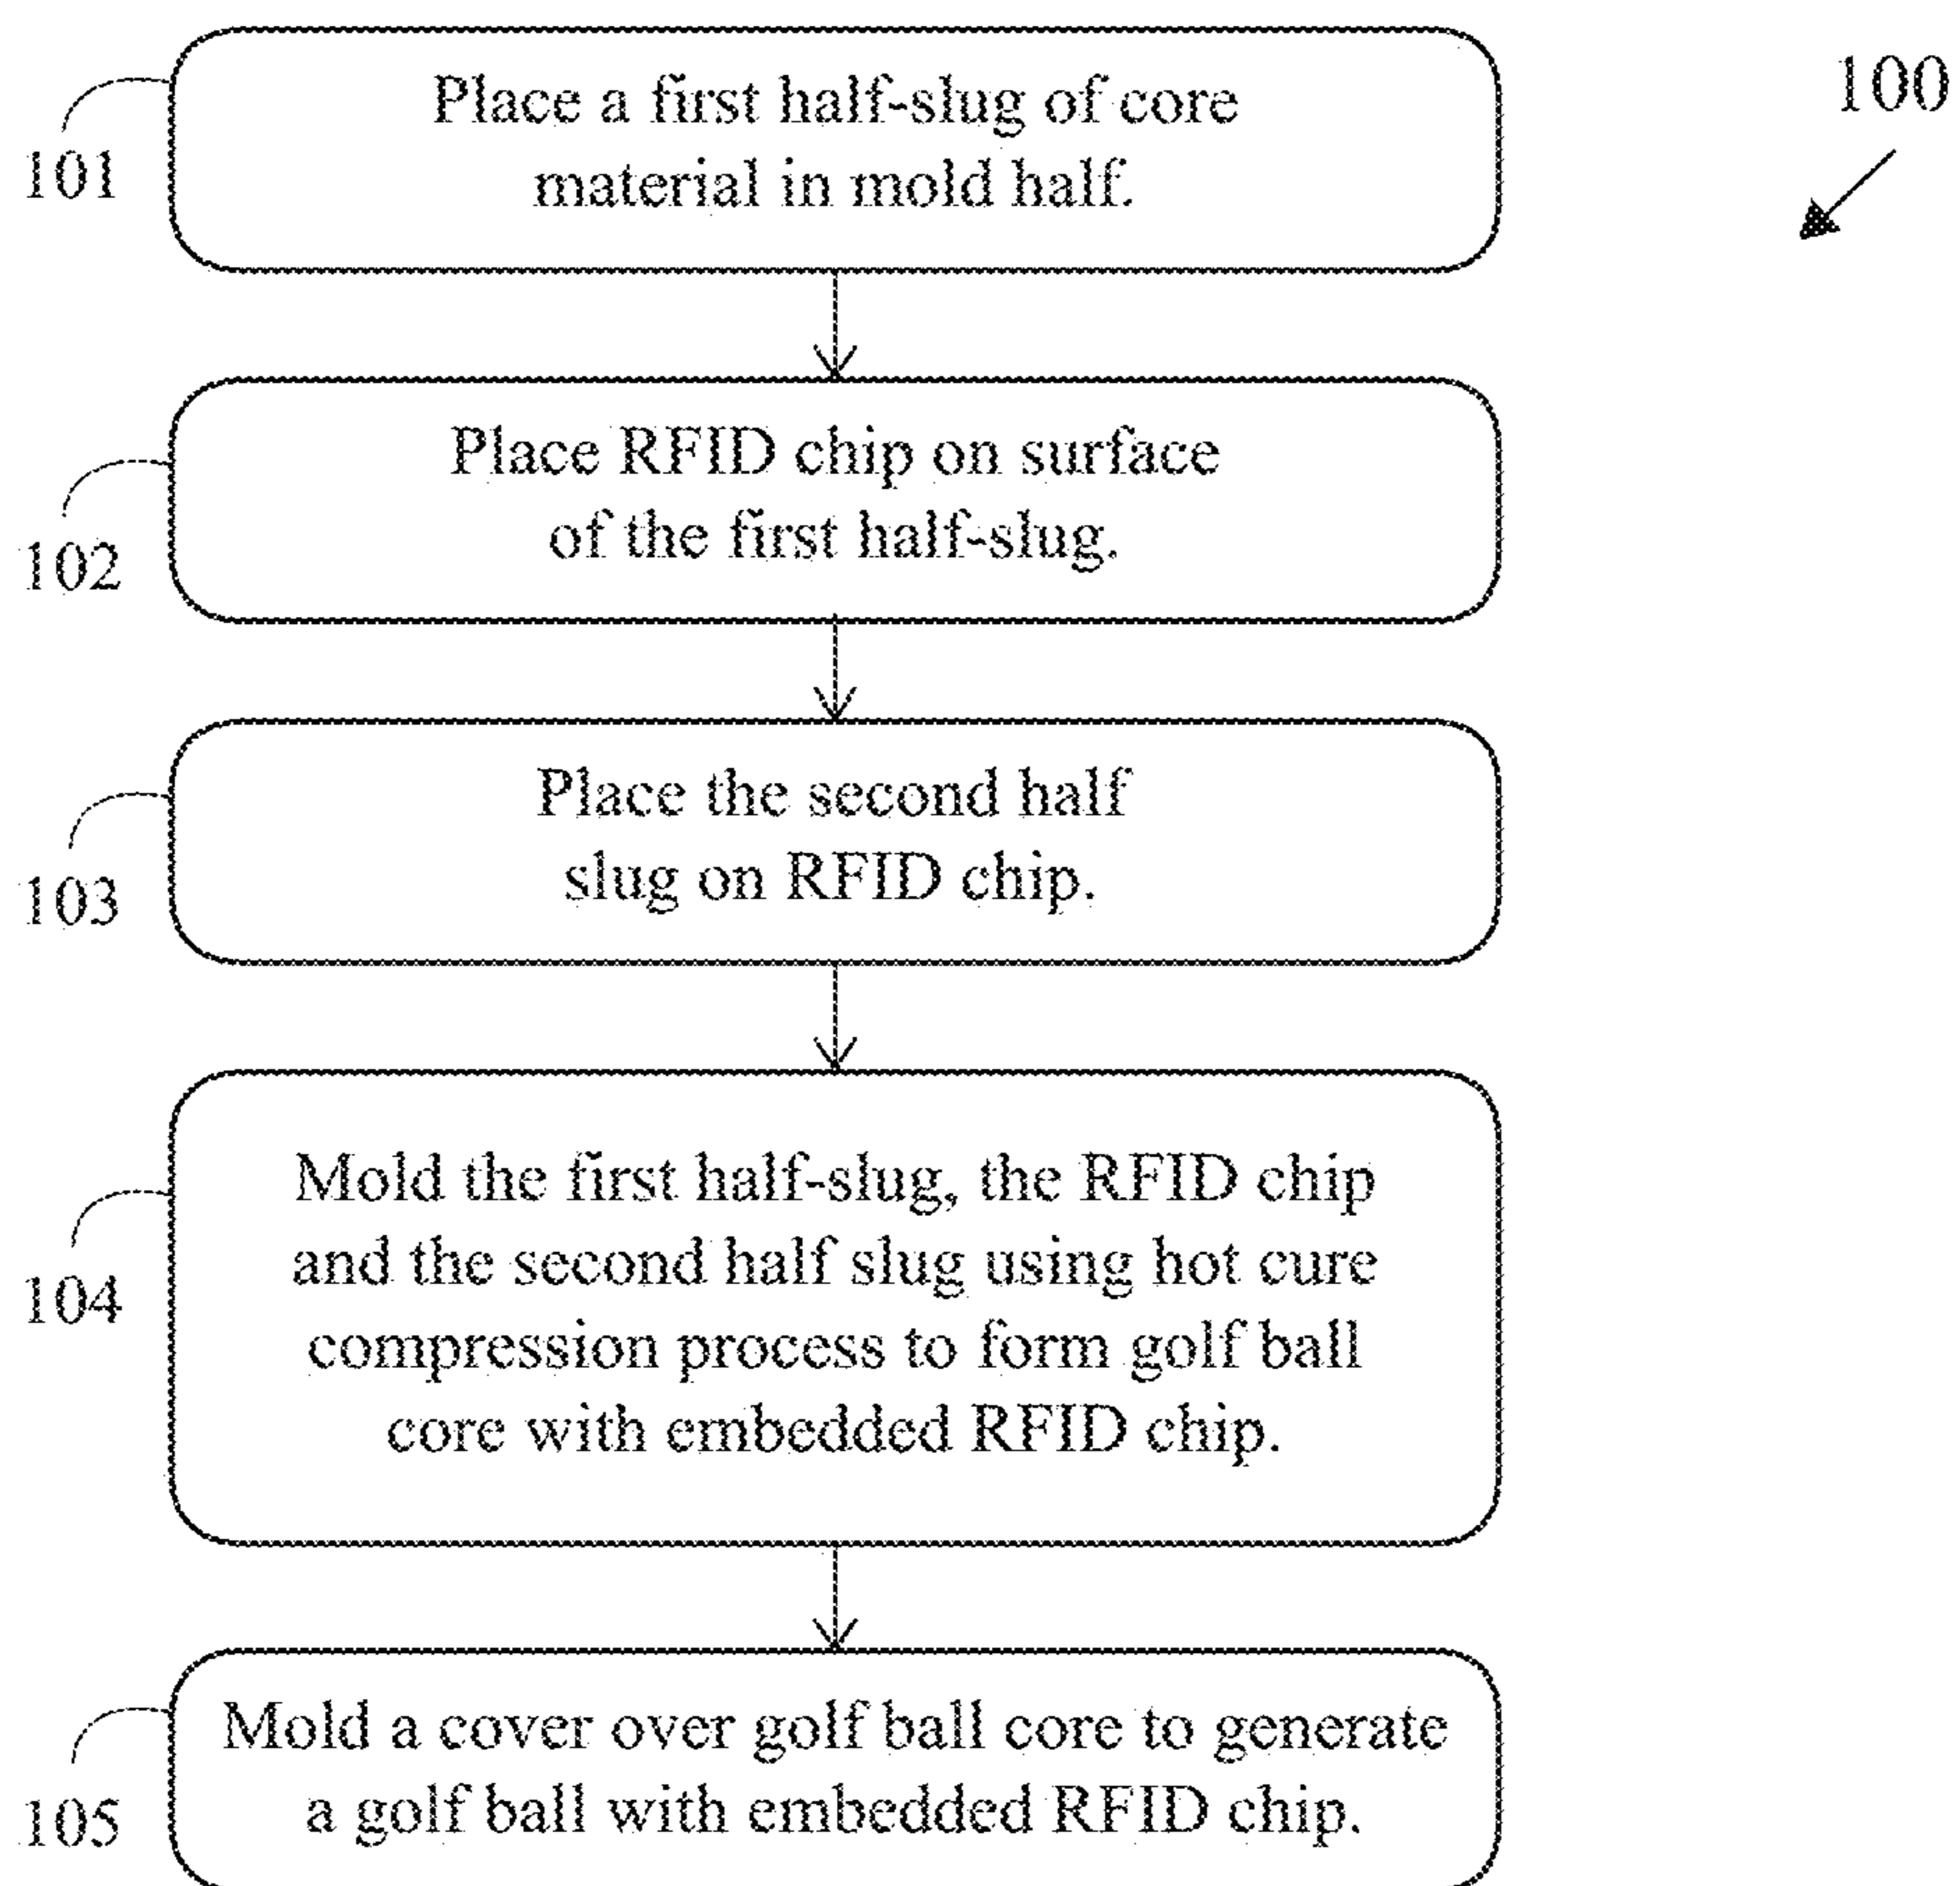 100
101
Place a first half-slug of core
material in mold half.
102
Place RFID chip on surface
of the first half-slug.
103
Place the second half
slug on RFID chip.
104
Mold the first half-slug, the RFID chip
and the second half slug using hot cure
compression process to form golf ball
core with embedded RFID chip.
105
Mold a cover over golf ball core to generate
a golf ball with embedded RFID chip.